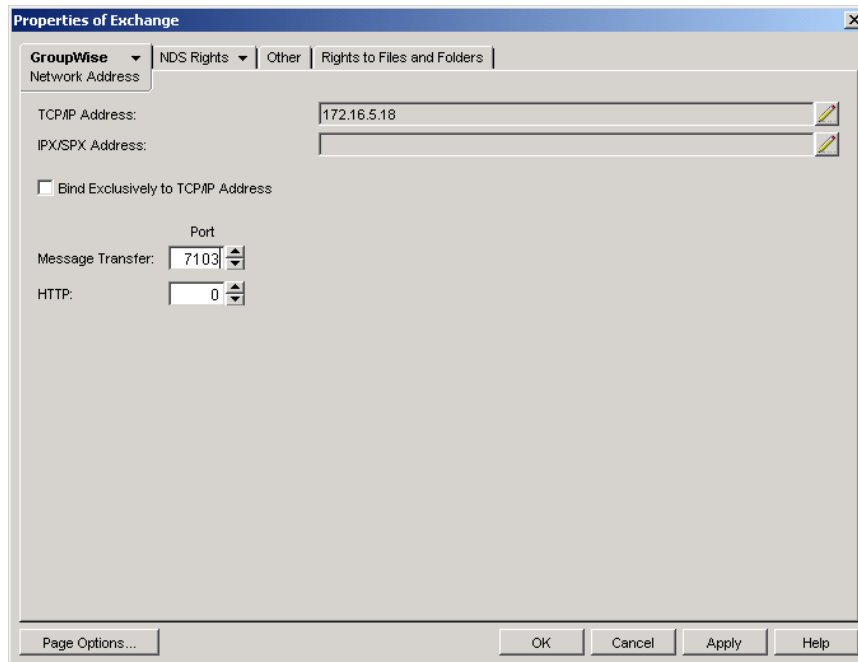 Properties of Exchange
GroupWise NDS Rights Other Rights to Files and Folders
Network Address
TCP/IP Address: 172.16.5.18
IPX/SPX Address:
Bind Exclusively to TCP/IP Address
Port
Message Transfer: 7103
HTTP: 0
Page Options... OK Cancel Apply Help